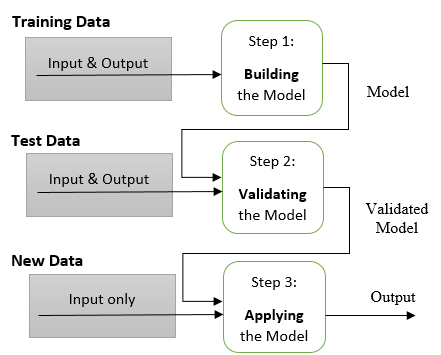 Training Data
Input & Output
Step 1:
Building
the Model
Model
Test Data
Input & Output
Step 2:
Validating
the Model
Validated
Model
New Data
Input only
Step 3:
Applying
the Model
Output